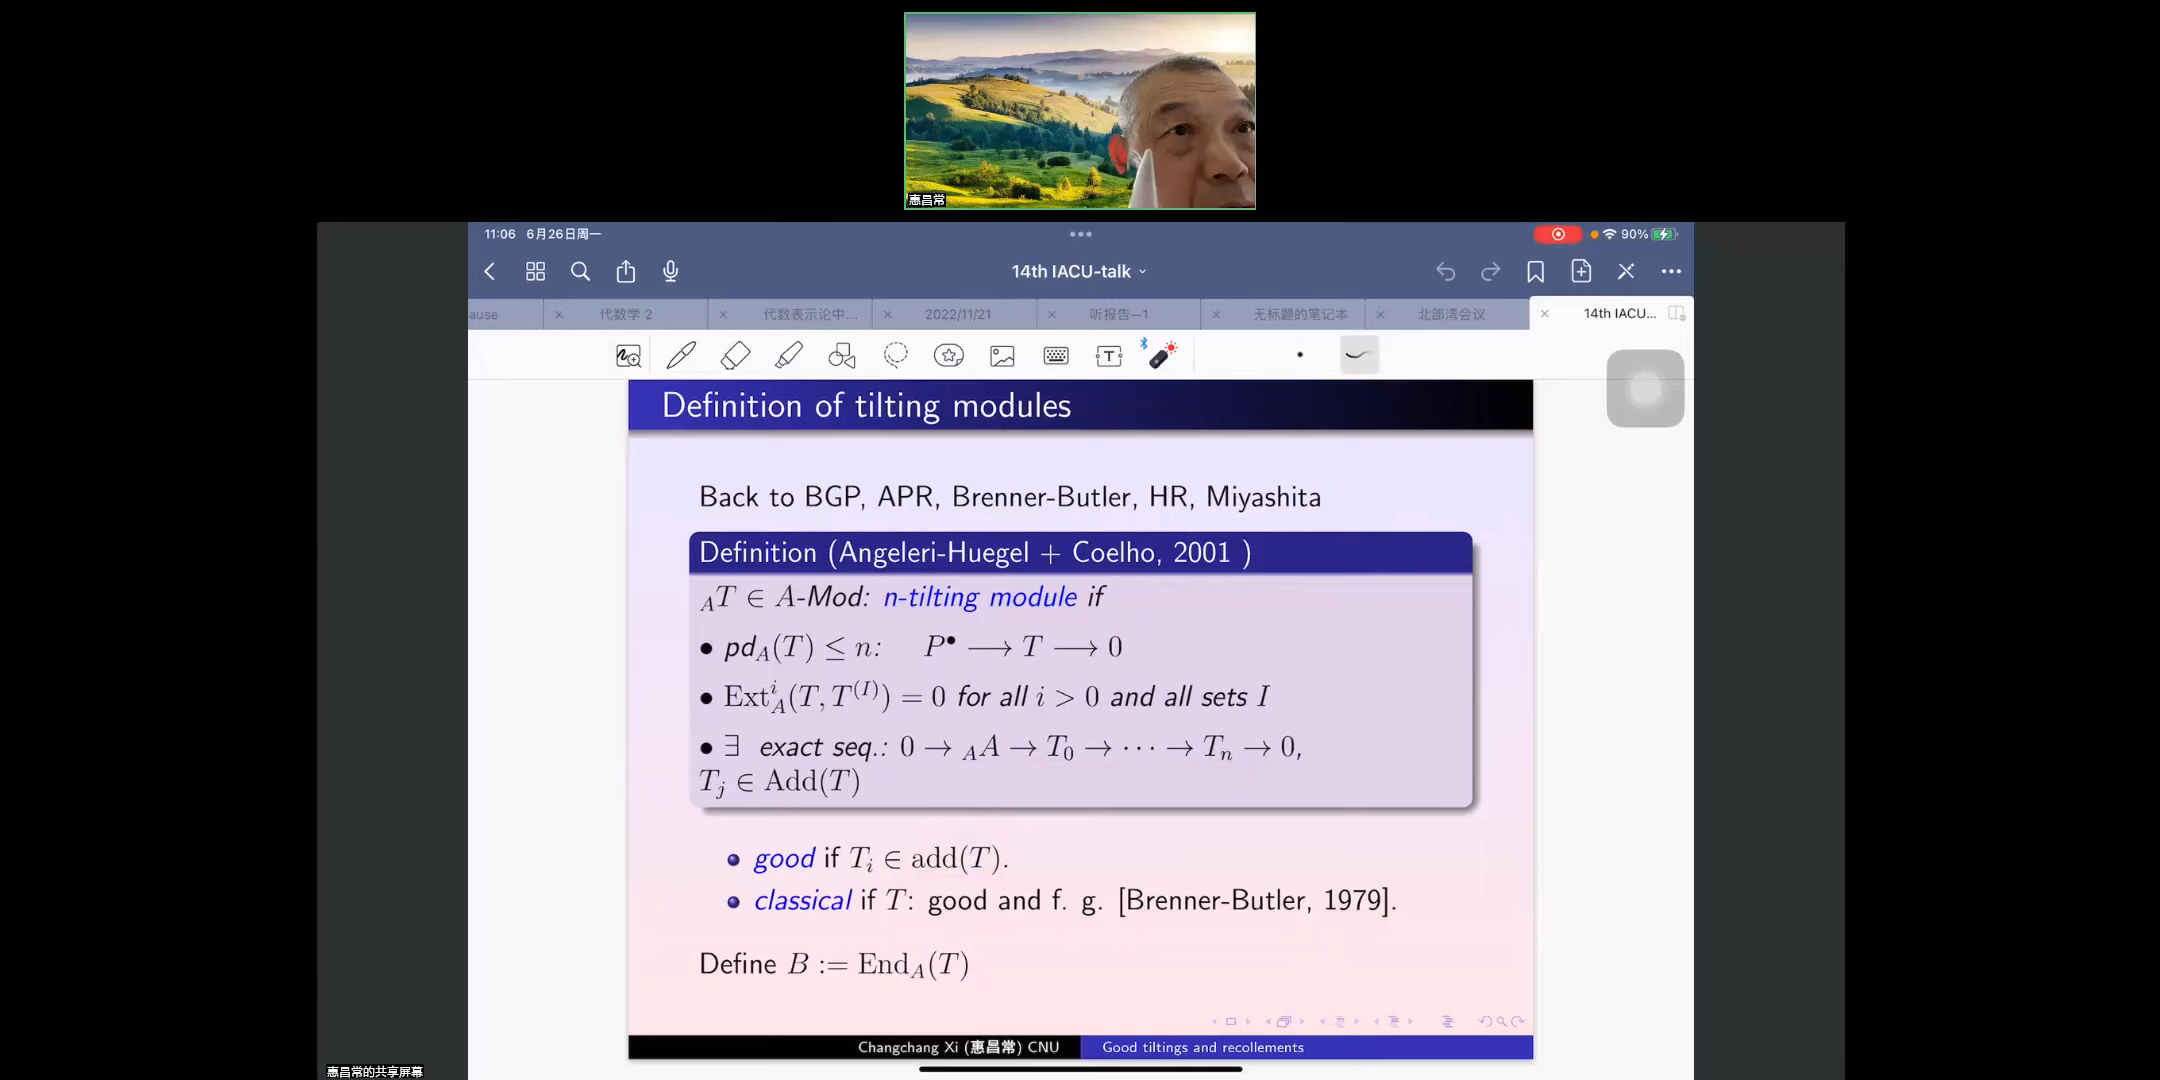 惠昌常
11:06 6月26日周一
90%
14th IACU-talk
ause
代数学 2
代数表示论中...
2022/11/21
听报告—1
无标题的笔记本
北部湾会议
14th IACU...
Definition of tilting modules
Back to BGP, APR, Brenner-Butler, HR, Miyashita
Definition (Angeleri-Huegel + Coelho, 2001 )
_A T ∈ A-Mod: n-tilting module if
• pd_A(T) ≤ n: P^• ⟶ T ⟶ 0
• Ext^i_A(T, T^(I)) = 0 for all i > 0 and all sets I
• ∃ exact seq.: 0 → _A A → T_0 → ··· → T_n → 0,
T_j ∈ Add(T)
• good if T_i ∈ add(T).
• classical if T: good and f. g. [Brenner-Butler, 1979].
Define B := End_A(T)
Changchang Xi (惠昌常) CNU
Good tiltings and recollements
惠昌常的共享屏幕